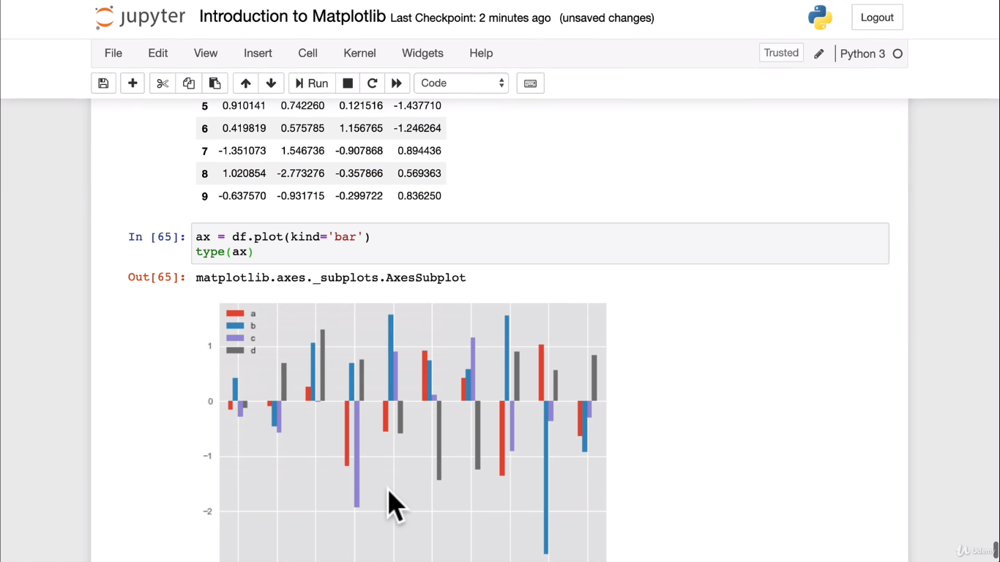 jupyter Introduction to Matplotlib Last Checkpoint: 2 minutes ago (unsaved changes) Logout
File Edit View Insert Cell Kernel Widgets Help Trusted Python 3
Run Code
5 0.910141 0.742260 0.121516 -1.437710
6 0.419819 0.575785 1.156765 -1.246264
7 -1.351073 1.546736 -0.907868 0.894436
8 1.020854 -2.773276 -0.357866 0.569363
9 -0.637570 -0.931715 -0.299722 0.836250
In [65]: ax = df.plot(kind='bar')
type(ax)
Out[65]: matplotlib.axes._subplots.AxesSubplot
a
b
c
d
1
0
−1
−2
Udemy